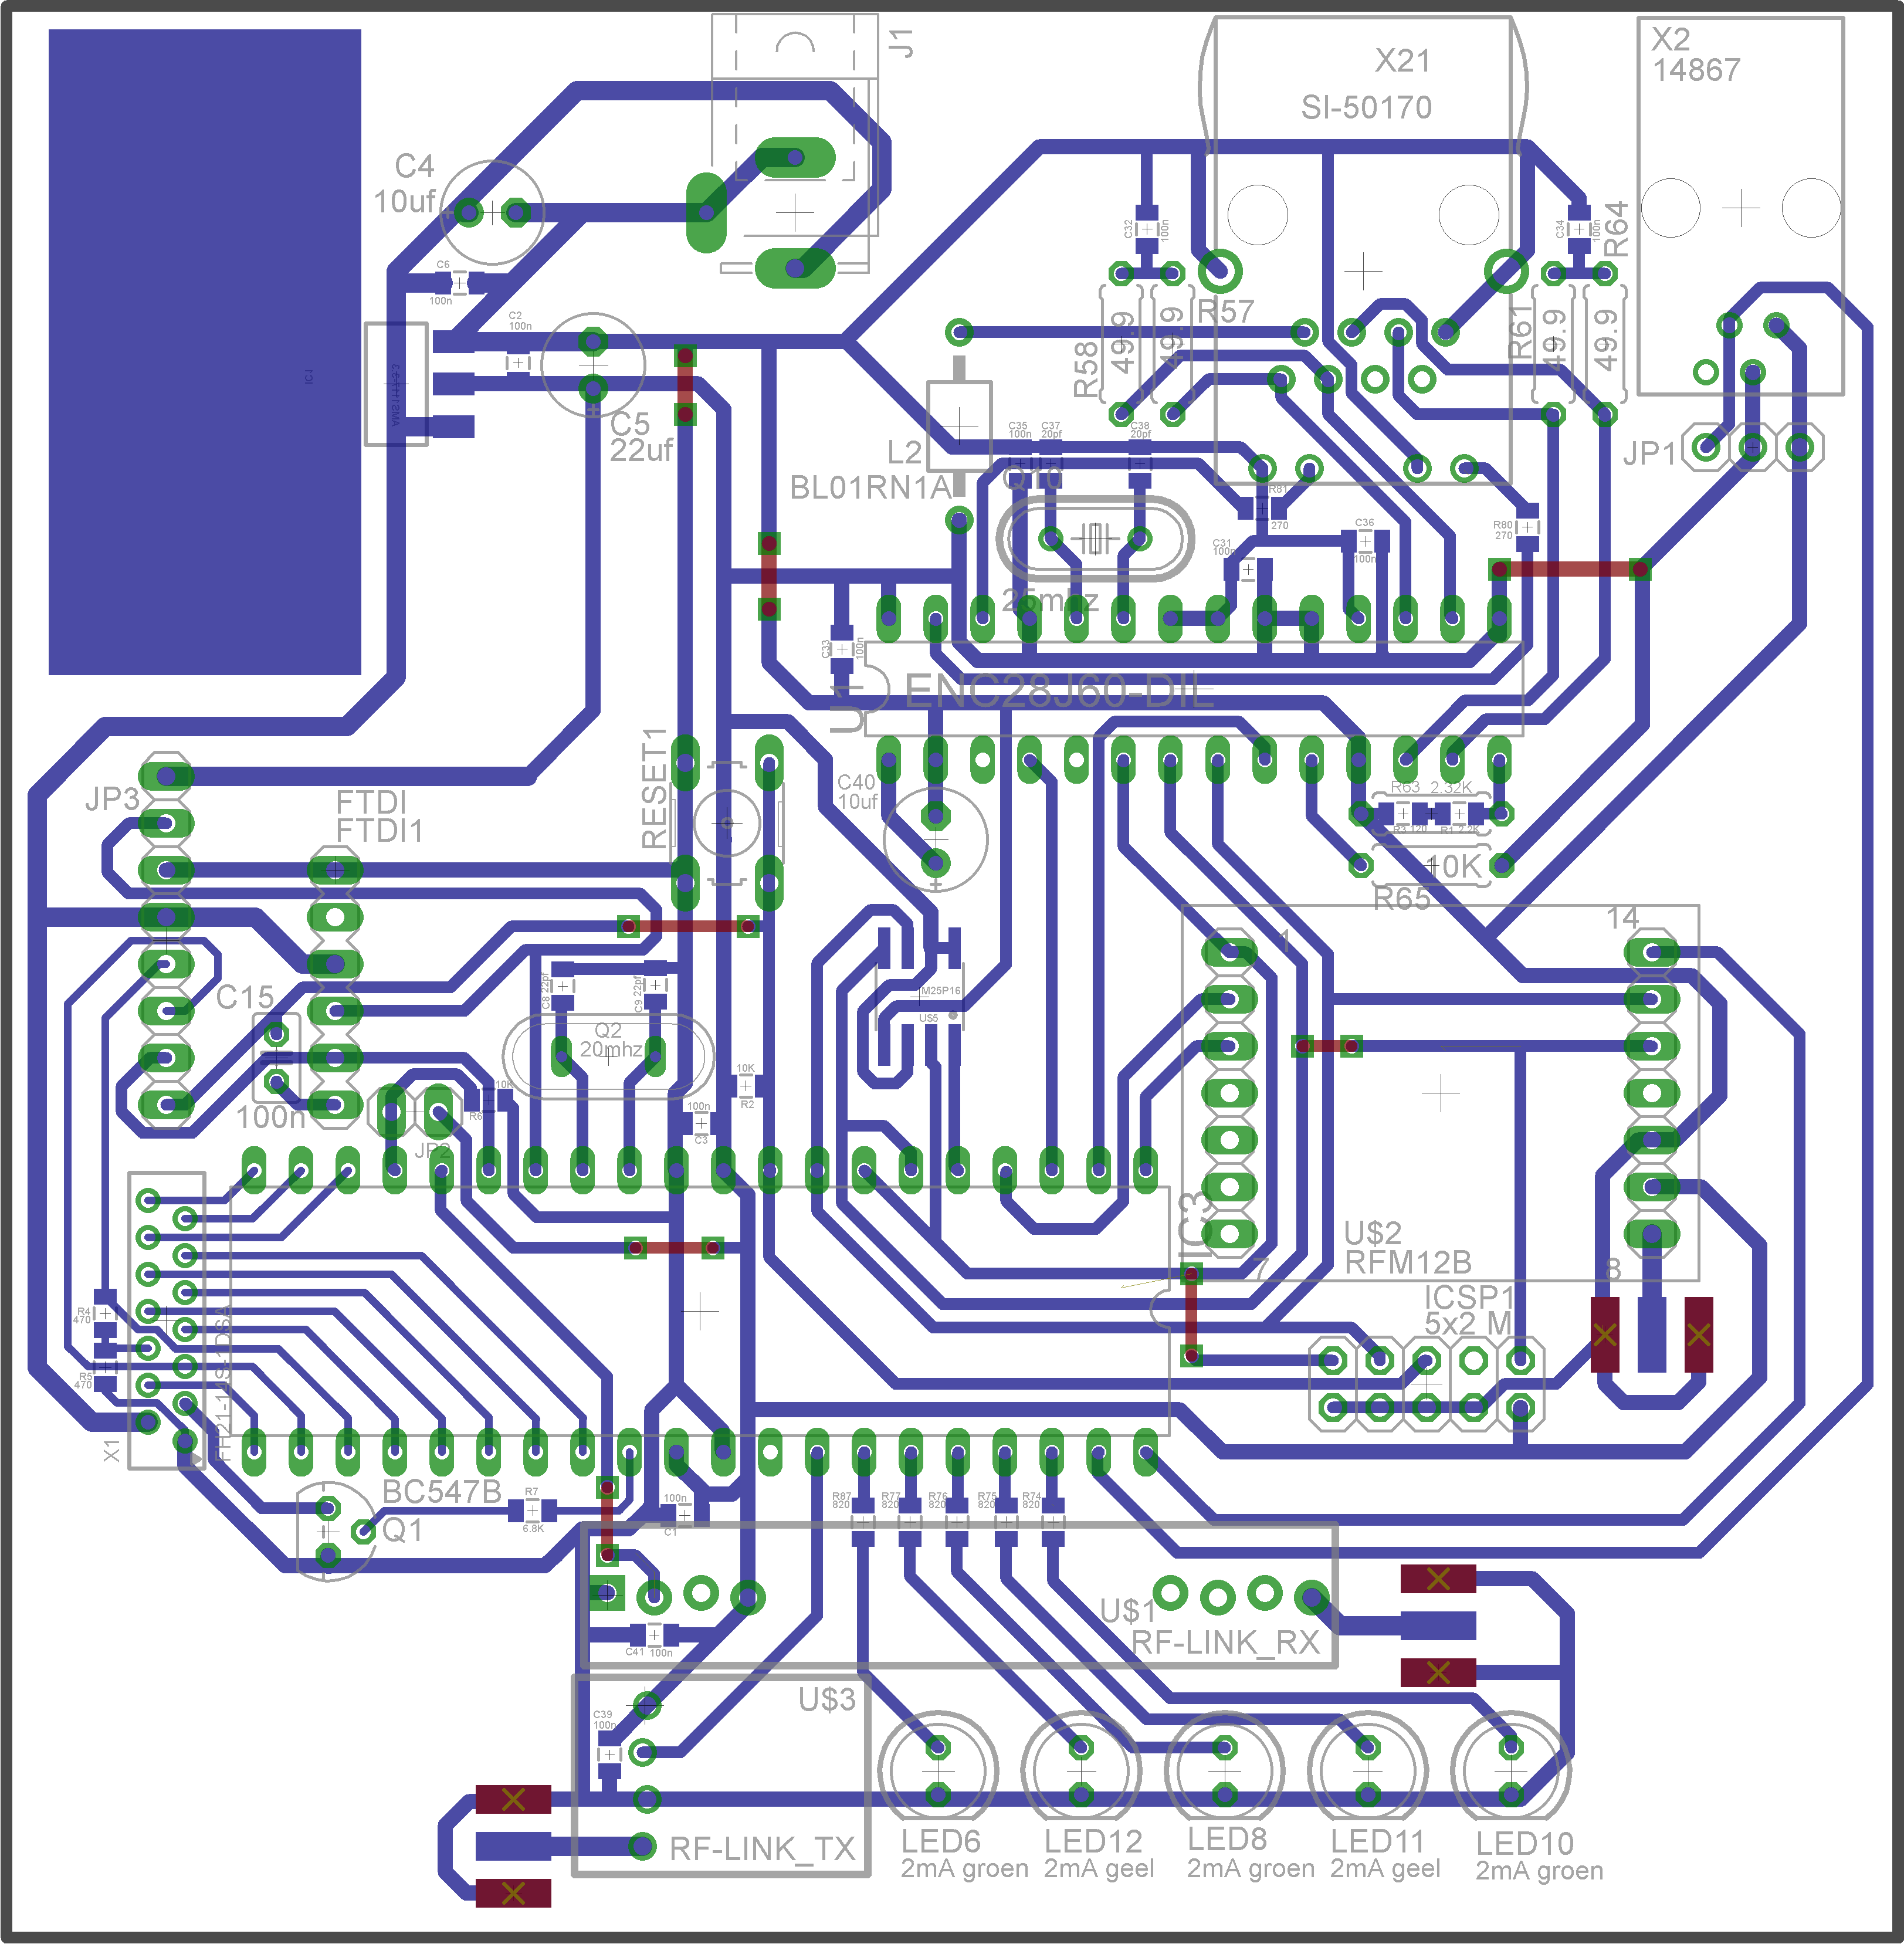 J1
X21
SI-50170
X2
14867
C4
10uf
C6
100n
C2
100n
C32
100n
C34
100n
R64
R57
R58
49.9
49.9
R61
49.9
49.9
IC1
C5
22uf
L2
BL01RN1A
C35
100n
C37
20pf
C38
20pf
Q10
25mhz
R81
270
C31
100n
C36
100n
R80
270
JP1
C33
100n
U1
ENC28J60-DIL
RESET1
JP3
FTDI
FTDI1
C40
10uf
R63
2.32K
R3 120
R1 2.2K
10K
R65
1
14
C15
100n
C8 22pf
C9 22pf
Q2
20mhz
M25P16
U$5
10K
R2
10K
R6
JP2
100n
C3
IC3
U$2
RFM12B
7
8
ICSP1
5x2 M
R4
470
R5
470
X1
BC547B
Q1
R7
6.8K
100n
C1
R87
820
R77
820
R76
820
R75
820
R74
820
U$1
RF-LINK_RX
C41
100n
U$3
C39
100n
RF-LINK_TX
LED6
2mA groen
LED12
2mA geel
LED8
2mA groen
LED11
2mA geel
LED10
2mA groen